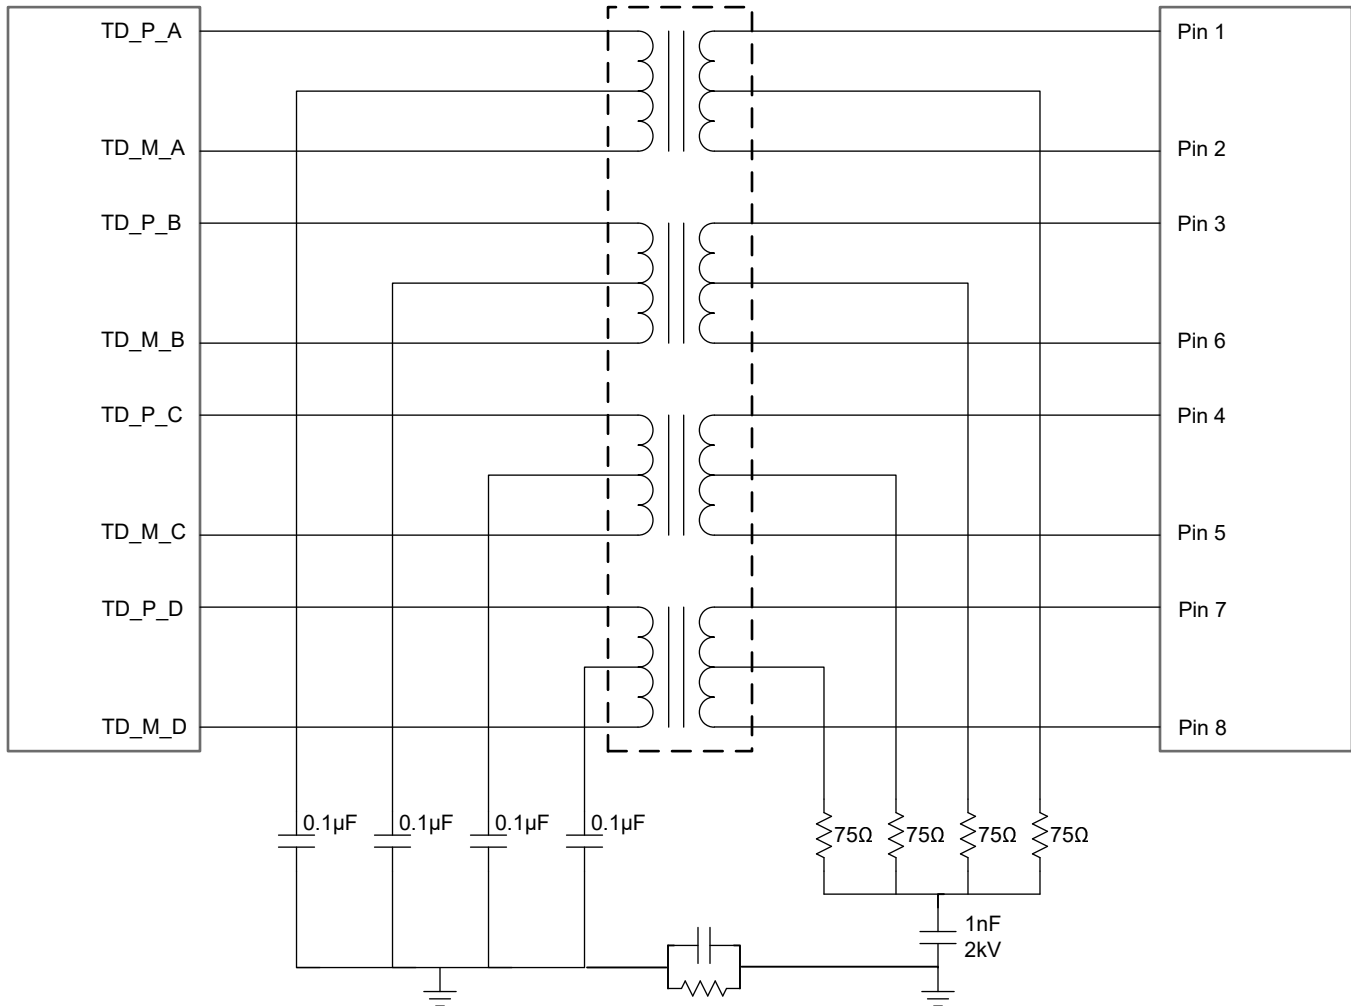 TD_P_A
Pin 1
TD_M_A
Pin 2
TD_P_B
Pin 3
TD_M_B
Pin 6
TD_P_C
Pin 4
TD_M_C
Pin 5
TD_P_D
Pin 7
TD_M_D
Pin 8
0.1µF
0.1µF
0.1µF
0.1µF
75Ω
75Ω
75Ω
75Ω
1nF
2kV